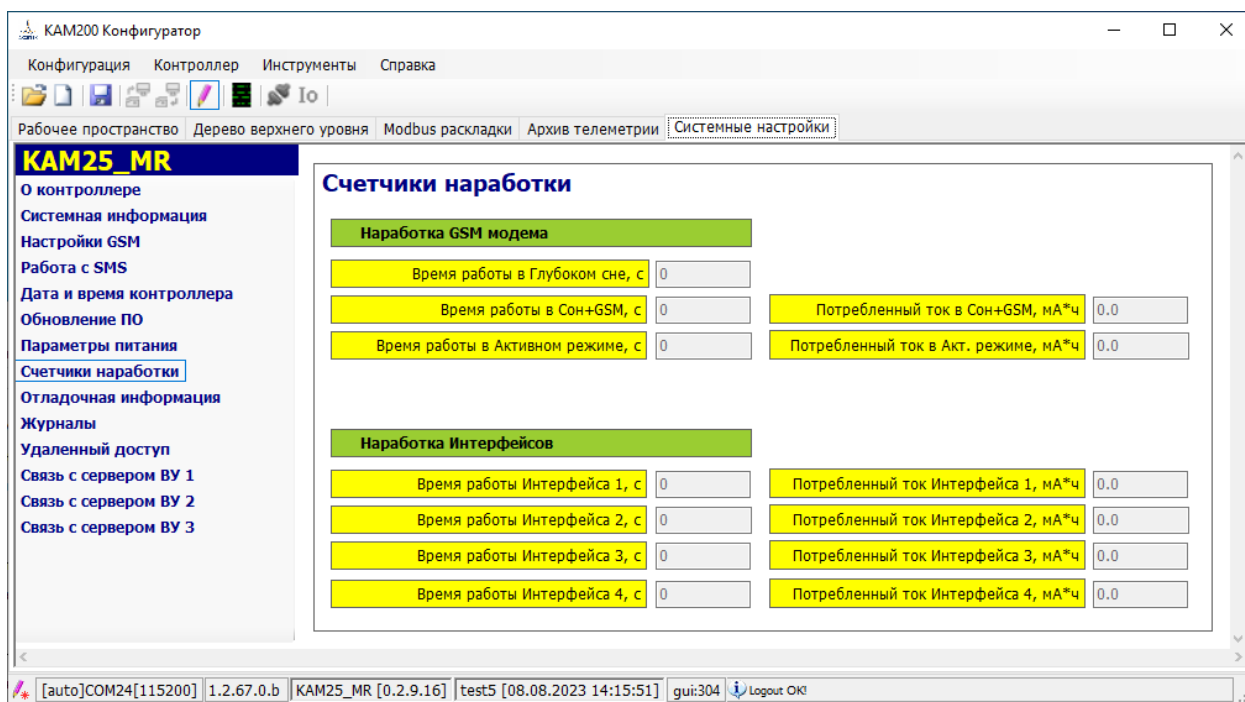 КАМ200 Конфигуратор
Конфигурация Контроллер Инструменты Справка
Io
Рабочее пространство Дерево верхнего уровня Modbus раскладки Архив телеметрии Системные настройки
KAM25_MR
О контроллере
Системная информация
Настройки GSM
Работа с SMS
Дата и время контроллера
Обновление ПО
Параметры питания
Счетчики наработки
Отладочная информация
Журналы
Удаленный доступ
Связь с сервером ВУ 1
Связь с сервером ВУ 2
Связь с сервером ВУ 3
Счетчики наработки
Наработка GSM модема
Время работы в Глубоком сне, с 0
Время работы в Сон+GSM, с 0 Потребленный ток в Сон+GSM, мА*ч 0.0
Время работы в Активном режиме, с 0 Потребленный ток в Акт. режиме, мА*ч 0.0
Наработка Интерфейсов
Время работы Интерфейса 1, с 0 Потребленный ток Интерфейса 1, мА*ч 0.0
Время работы Интерфейса 2, с 0 Потребленный ток Интерфейса 2, мА*ч 0.0
Время работы Интерфейса 3, с 0 Потребленный ток Интерфейса 3, мА*ч 0.0
Время работы Интерфейса 4, с 0 Потребленный ток Интерфейса 4, мА*ч 0.0
[auto]COM24[115200] 1.2.67.0.b KAM25_MR [0.2.9.16] test5 [08.08.2023 14:15:51] gui:304 Logout OK!